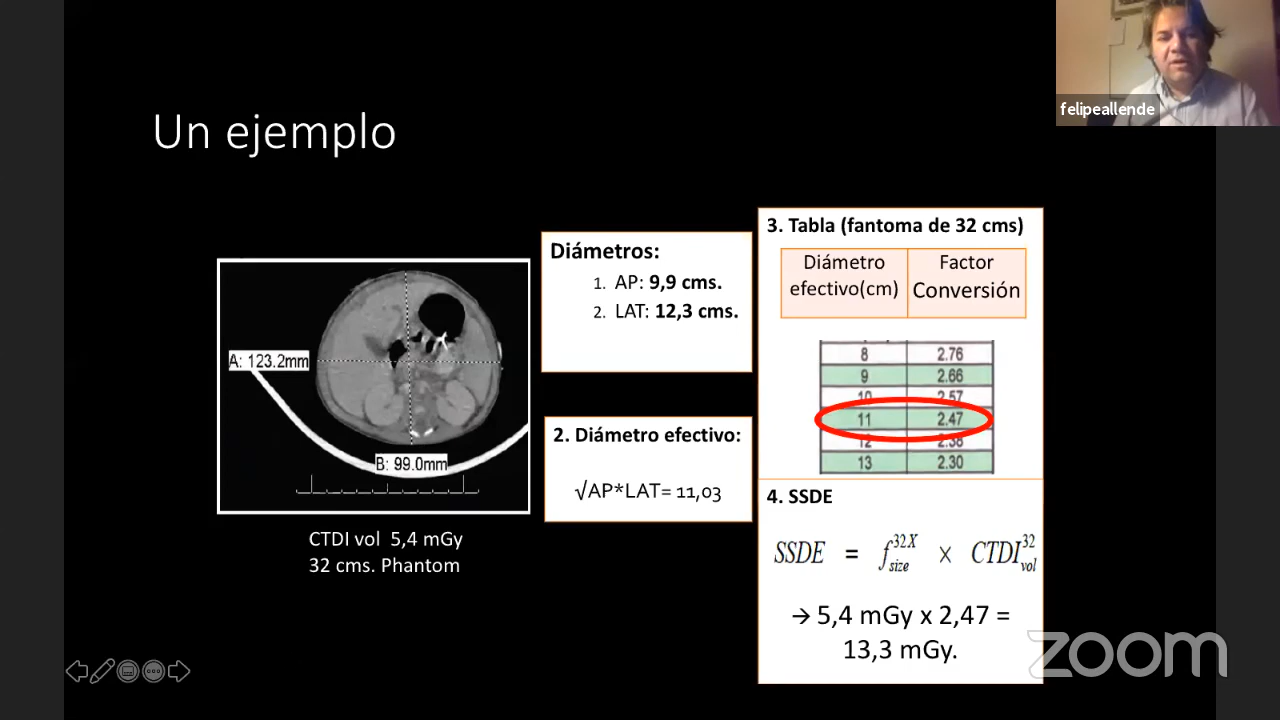 felipeallende
Un ejemplo
A: 123.2mm
B: 99.0mm
CTDI vol 5,4 mGy
32 cms. Phantom
Diámetros:
1. AP: 9,9 cms.
2. LAT: 12,3 cms.
2. Diámetro efectivo:
√AP*LAT= 11,03
3. Tabla (fantoma de 32 cms)
Diámetro efectivo(cm) Factor Conversión
8 2.76
9 2.66
10 2.57
11 2.47
12 2.38
13 2.30
4. SSDE
SSDE = f size 32X × CTDI vol 32
→ 5,4 mGy x 2,47 =
13,3 mGy.
zoom